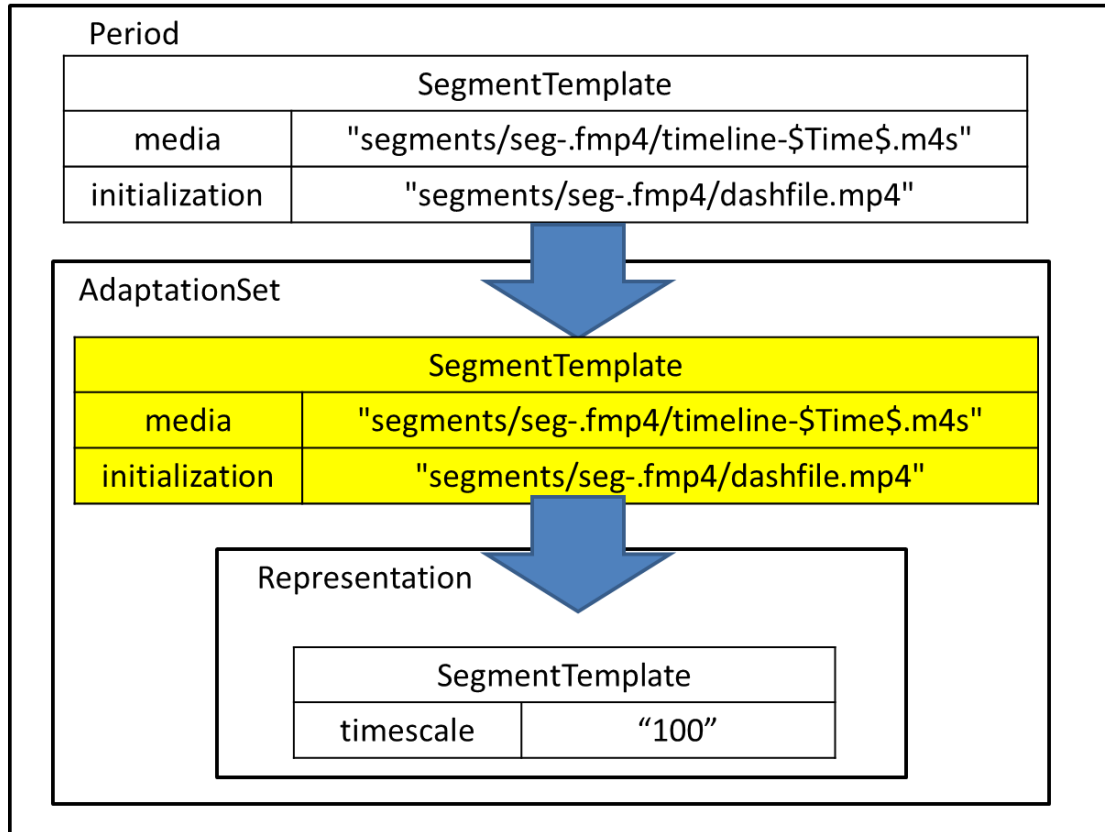 Period
SegmentTemplate
media "segments/seg-.fmp4/timeline-$Time$.m4s"
initialization "segments/seg-.fmp4/dashfile.mp4"
AdaptationSet
SegmentTemplate
media "segments/seg-.fmp4/timeline-$Time$.m4s"
initialization "segments/seg-.fmp4/dashfile.mp4"
Representation
SegmentTemplate
timescale “100”